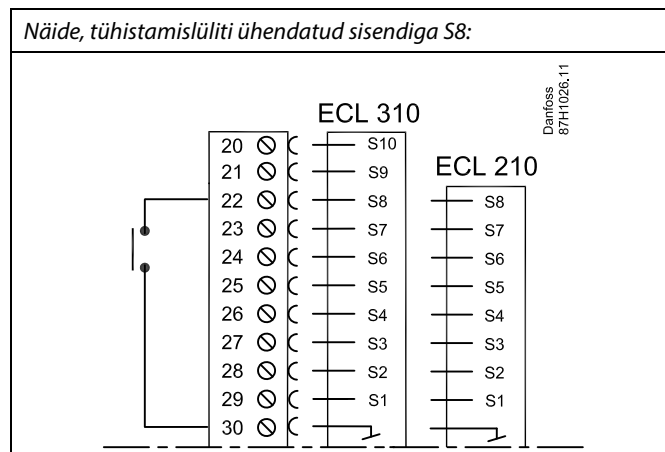 Näide, tühistamislüliti ühendatud sisendiga S8:
Danfoss
87H1026.11
ECL 310
ECL 210
20 S10
21 S9
22 S8 S8
23 S7 S7
24 S6 S6
25 S5 S5
26 S4 S4
27 S3 S3
28 S2 S2
29 S1 S1
30